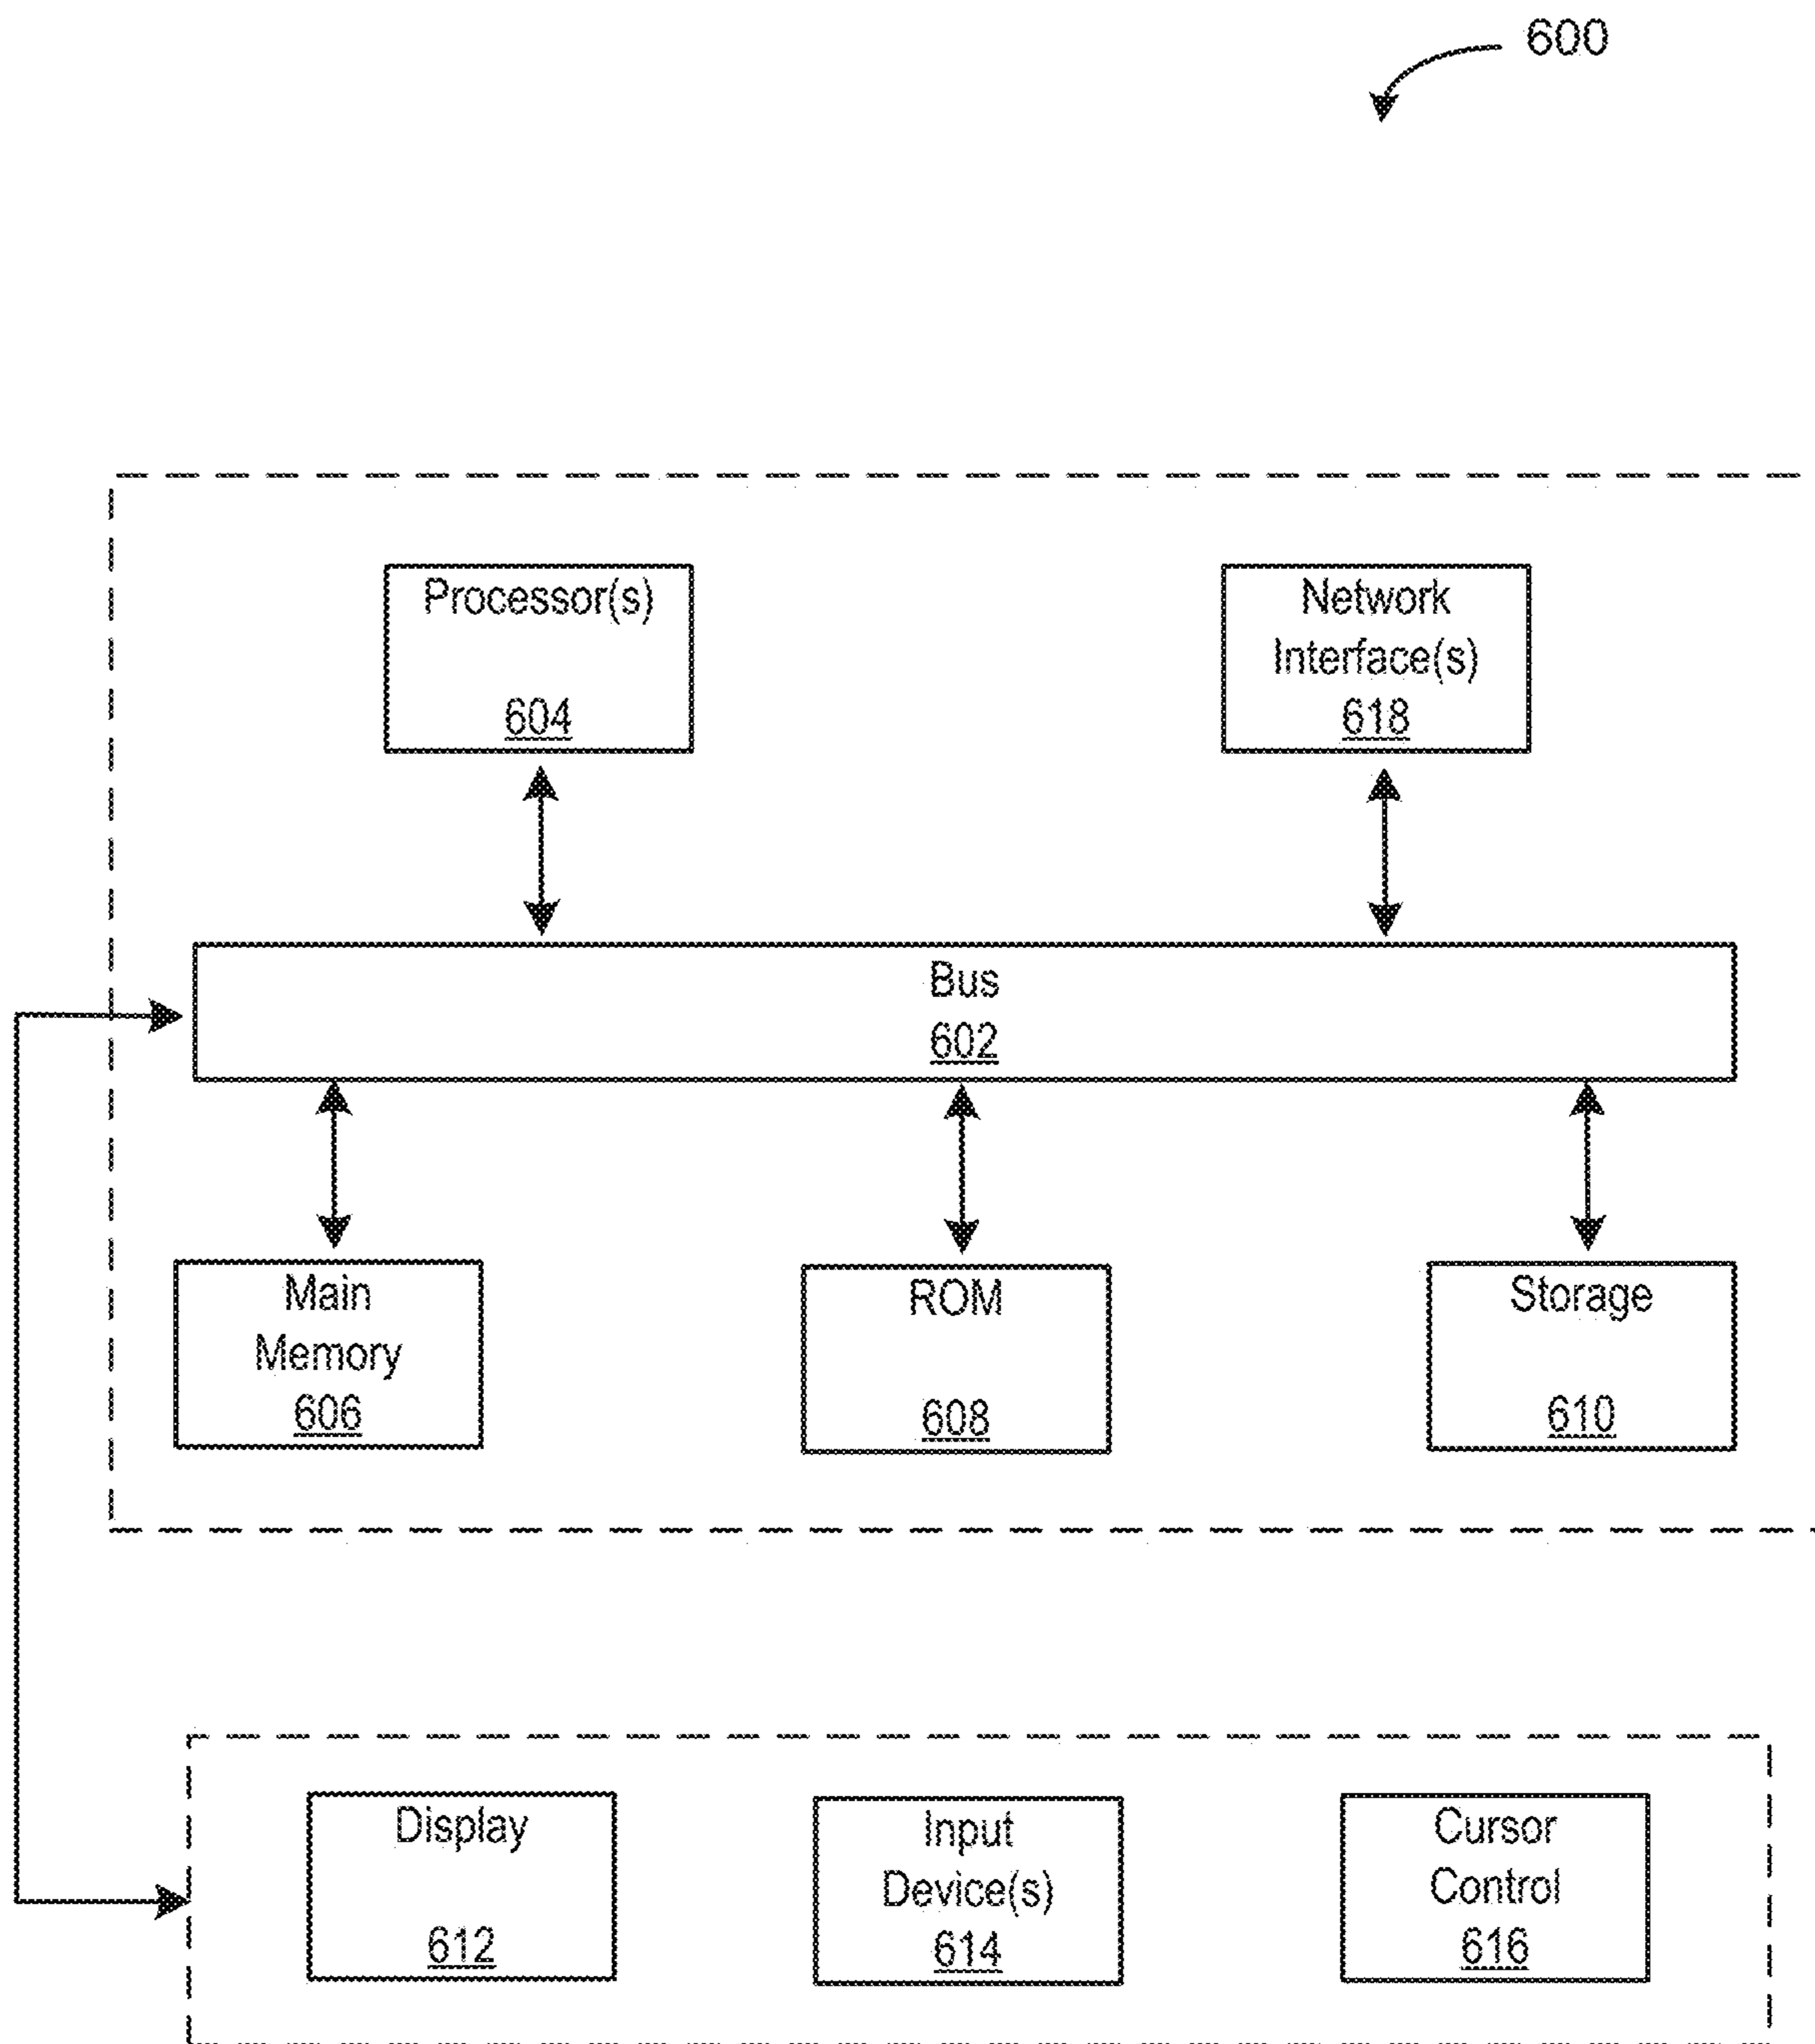 600
Processor(s)
604
Network
Interface(s)
618
Bus
602
Main
Memory
606
ROM
608
Storage
610
Display
612
Input
Device(s)
614
Cursor
Control
616